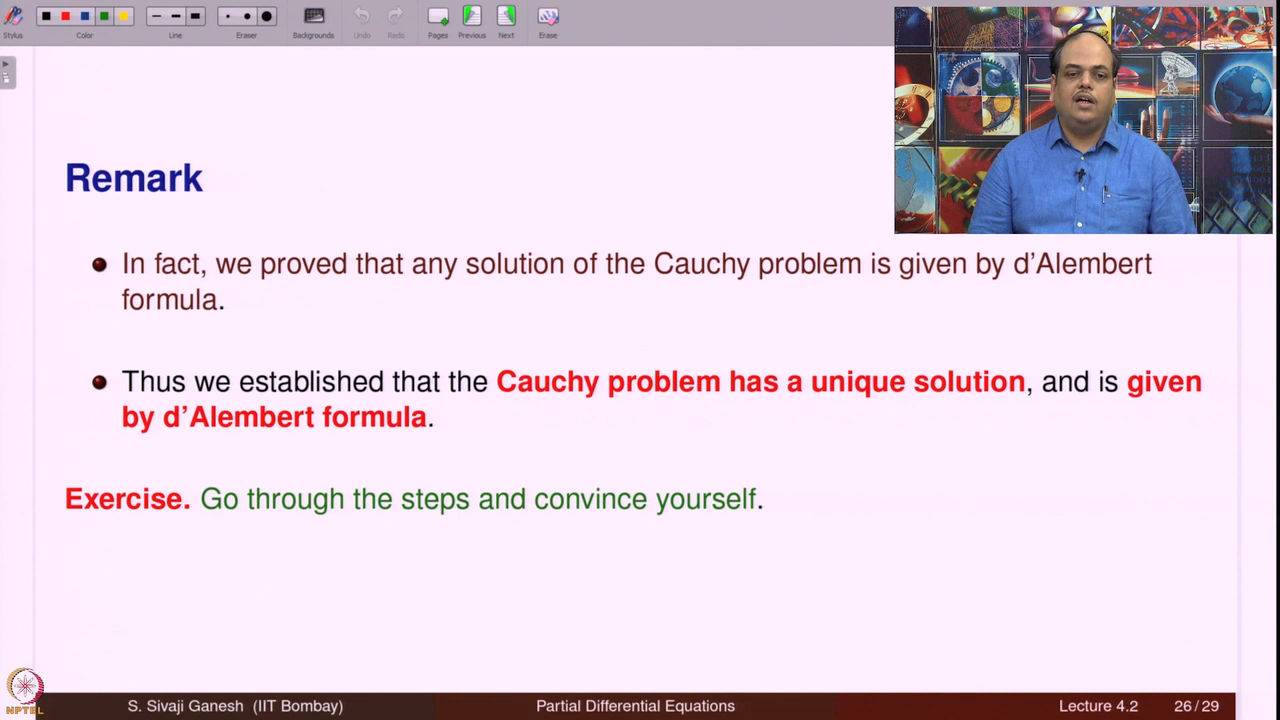 Stylus
Color
Line
Eraser
Backgrounds
Undo
Redo
Pages
Previous
Next
Erase
Remark
In fact, we proved that any solution of the Cauchy problem is given by d'Alembert
formula.
Thus we established that the Cauchy problem has a unique solution, and is given
by d'Alembert formula.
Exercise. Go through the steps and convince yourself.
NPTEL
S. Sivaji Ganesh (IIT Bombay)
Partial Differential Equations
Lecture 4.2
26/29